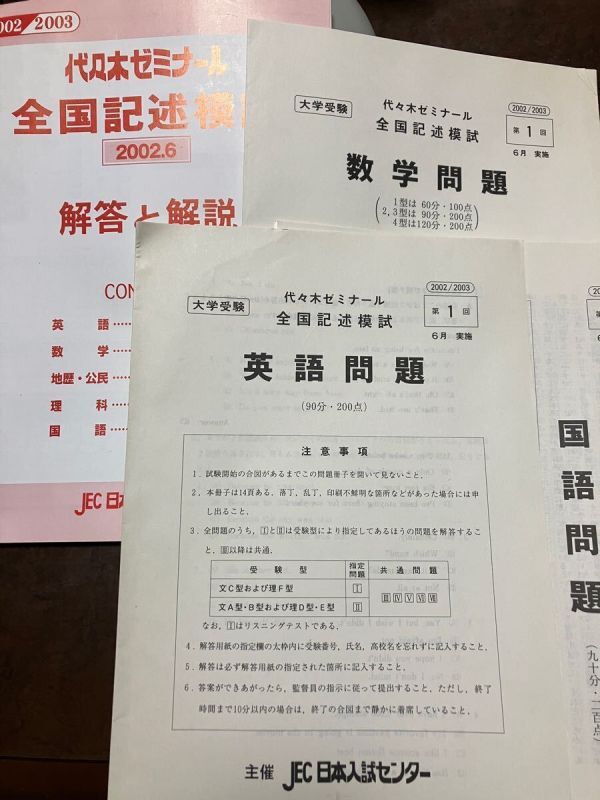 002/2003
代々木ゼミナール
全国記述模
2002.6
解答と解説
CON
英語……
数学……
地歴・公民……
理科……
国語……
JEC日本
2002/2003
大学受験
代々木ゼミナール
全国記述模試
第1回
6月 実施
数学問題
1型は 60分・100点
2,3型は 90分・200点
4型は120分・200点
2002/2003
大学受験
代々木ゼミナール
全国記述模試
第1回
6月 実施
英語問題
(90分・200点)
注意事項
1. 試験開始の合図があるまでこの問題冊子を開いて見ないこと.
2. 本冊子は14頁ある. 落丁, 乱丁, 印刷不鮮明な箇所などがあった場合には申
し出ること.
3. 全問題のうち, ⅠとⅡは受験型により指定してあるほうの問題を解答するこ
と. Ⅲ以降は共通.
受験型 指定問題 共通問題
文C型および理F型 Ⅰ ⅢⅣⅤⅥⅦ
文A型・B型および理D型・E型 Ⅱ
なお, Ⅰはリスニングテストである.
4. 解答用紙の指定欄の太枠内に受験番号, 氏名, 高校名を忘れずに記入すること.
5. 解答は必ず解答用紙の指定された箇所に記入すること.
6. 答案ができあがったら, 監督員の指示に従って提出すること. ただし, 終了
時間まで10分以内の場合は, 終了の合図まで静かに着席していること.
主催 JEC 日本入試センター
国語問題
(九十分・二百点)